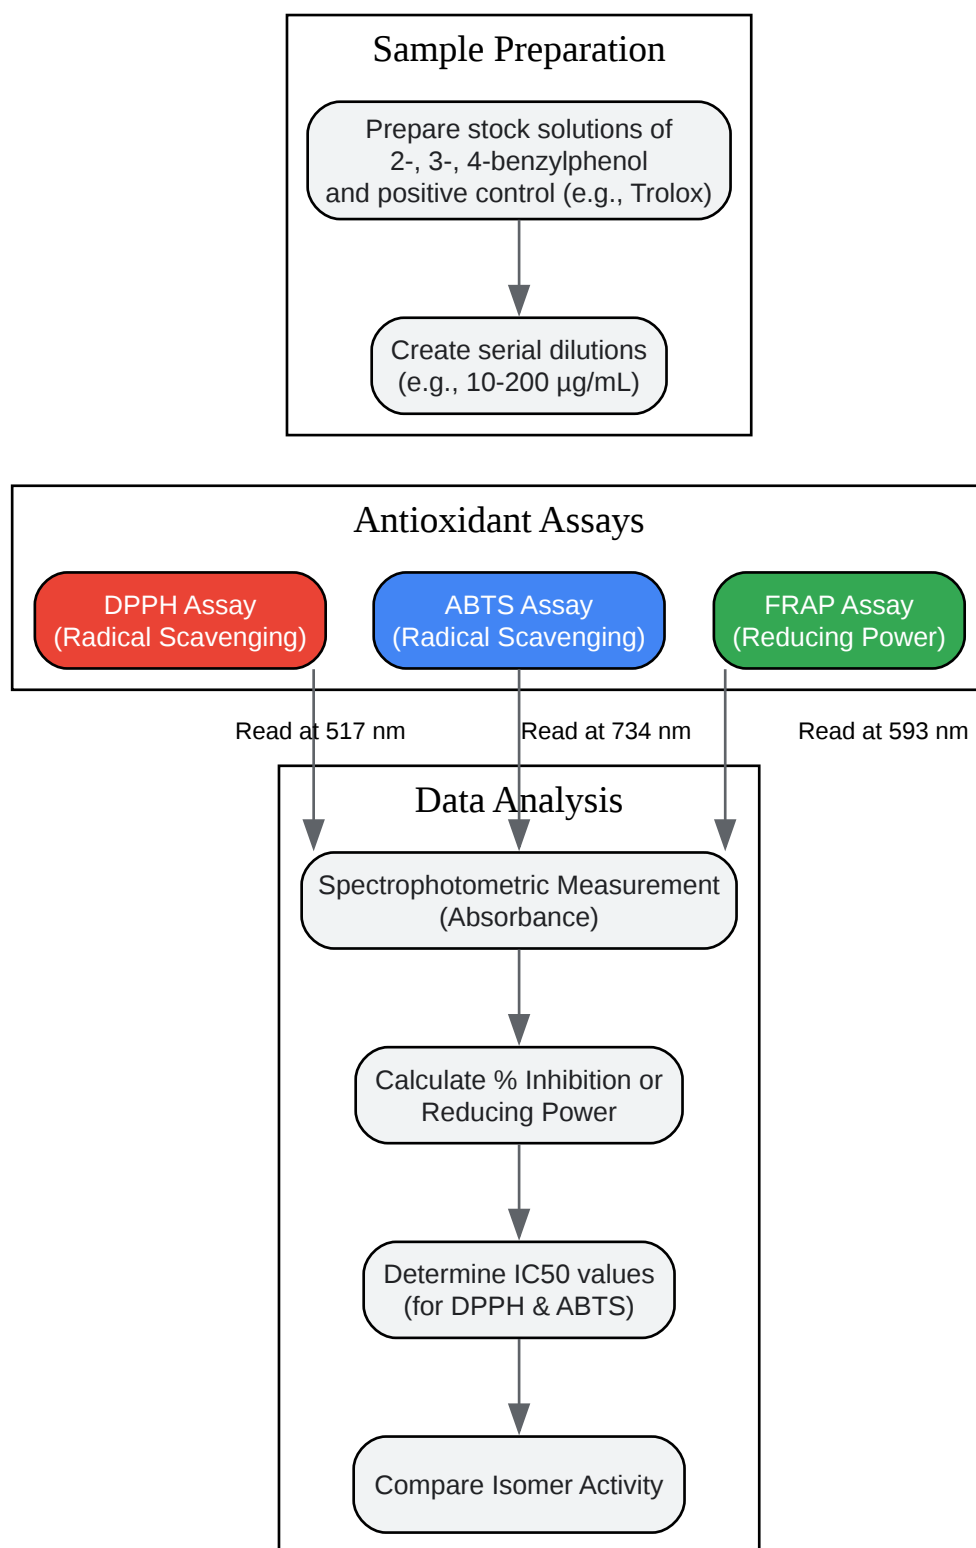 Sample Preparation
Prepare stock solutions of
2-, 3-, 4-benzylphenol
and positive control (e.g., Trolox)
Create serial dilutions
(e.g., 10-200 µg/mL)
Antioxidant Assays
DPPH Assay
(Radical Scavenging)
ABTS Assay
(Radical Scavenging)
FRAP Assay
(Reducing Power)
Read at 517 nm
Read at 734 nm
Read at 593 nm
Data Analysis
Spectrophotometric Measurement
(Absorbance)
Calculate % Inhibition or
Reducing Power
Determine IC50 values
(for DPPH & ABTS)
Compare Isomer Activity